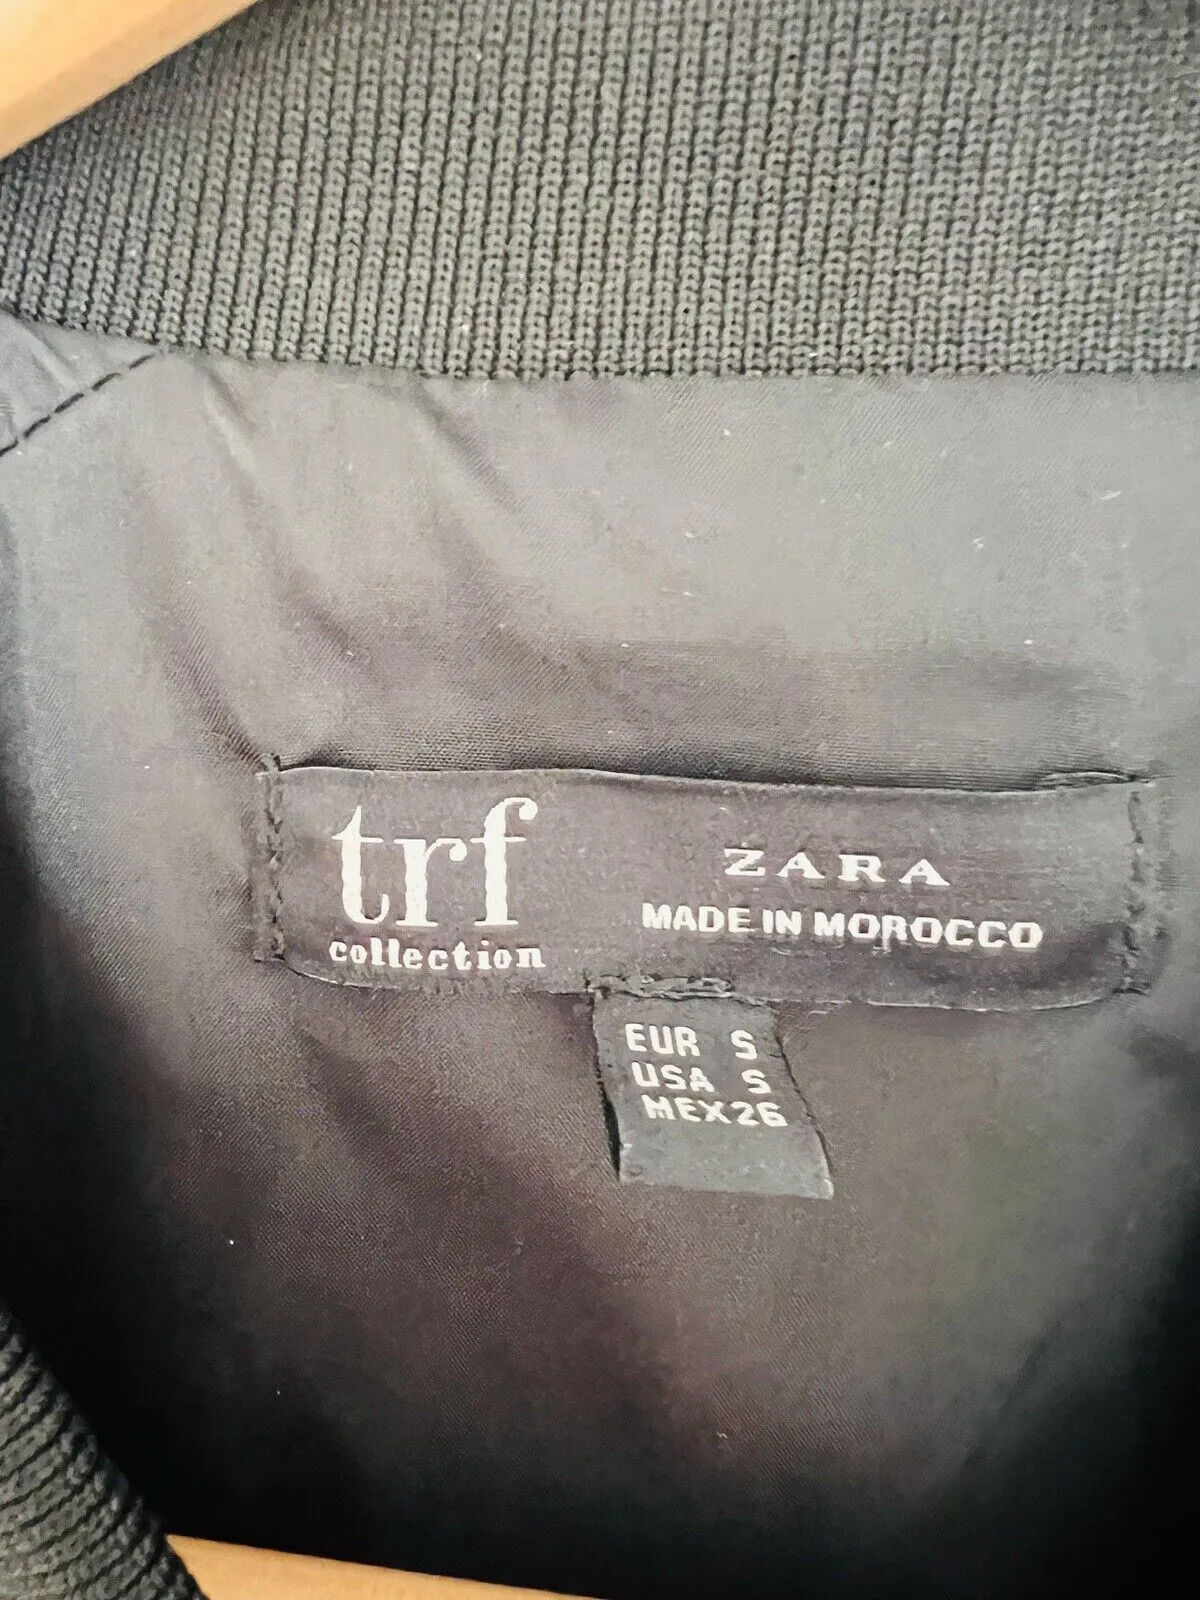 trf
collection
ZARA
MADE IN MOROCCO
EUR S
USA S
MEX 26